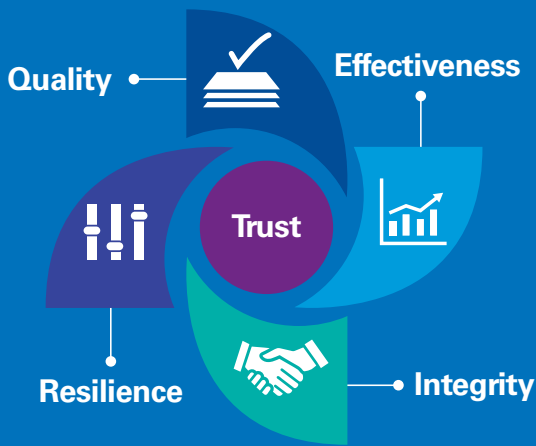 Effectiveness
Quality
Trust
Resilience
Integrity